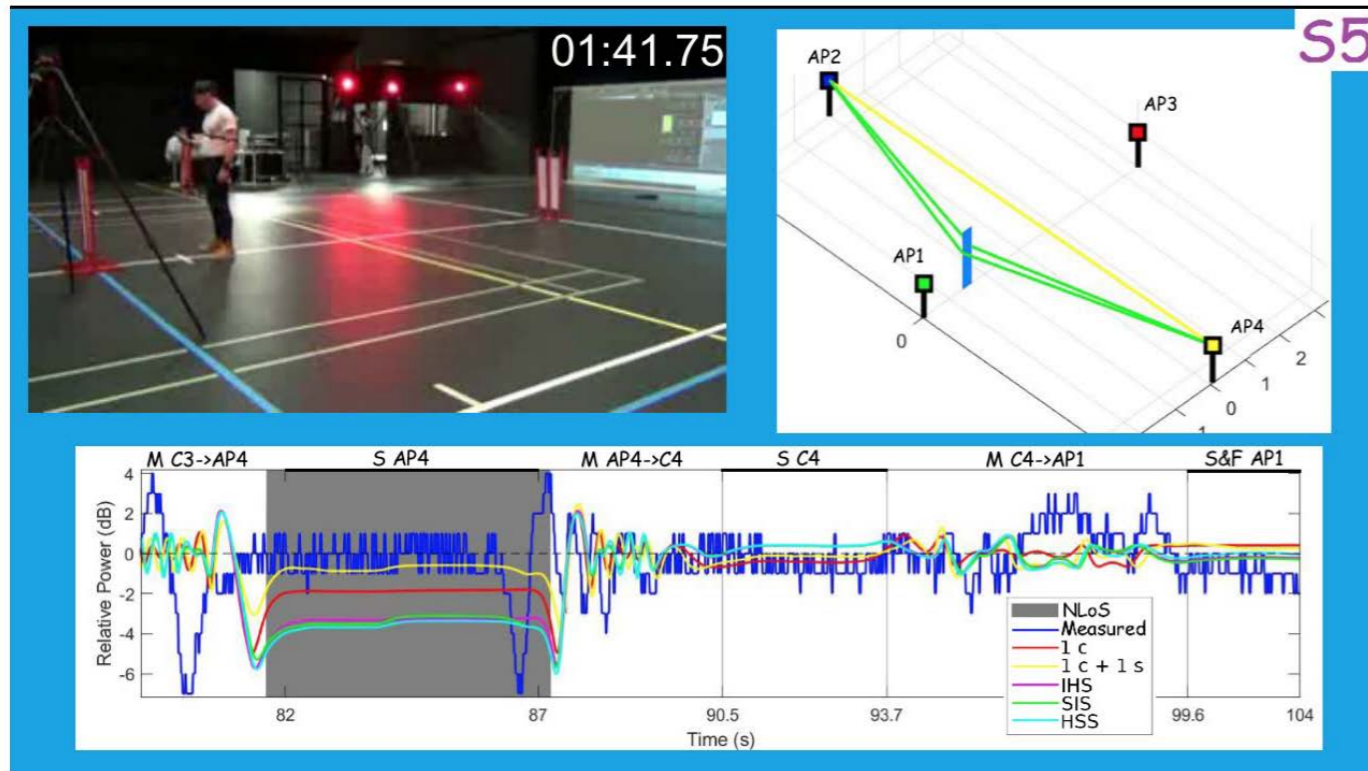 01:41.75
S5
AP2
AP3
AP1
AP4
0
2
1
0
1
M C3->AP4
S AP4
M AP4->C4
S C4
M C4->AP1
S&F AP1
4
2
0
-2
-4
-6
Relative Power (dB)
NLoS
Measured
1 c
1 c + 1 s
IHS
SIS
HSS
82
87
90.5
93.7
99.6
104
Time (s)